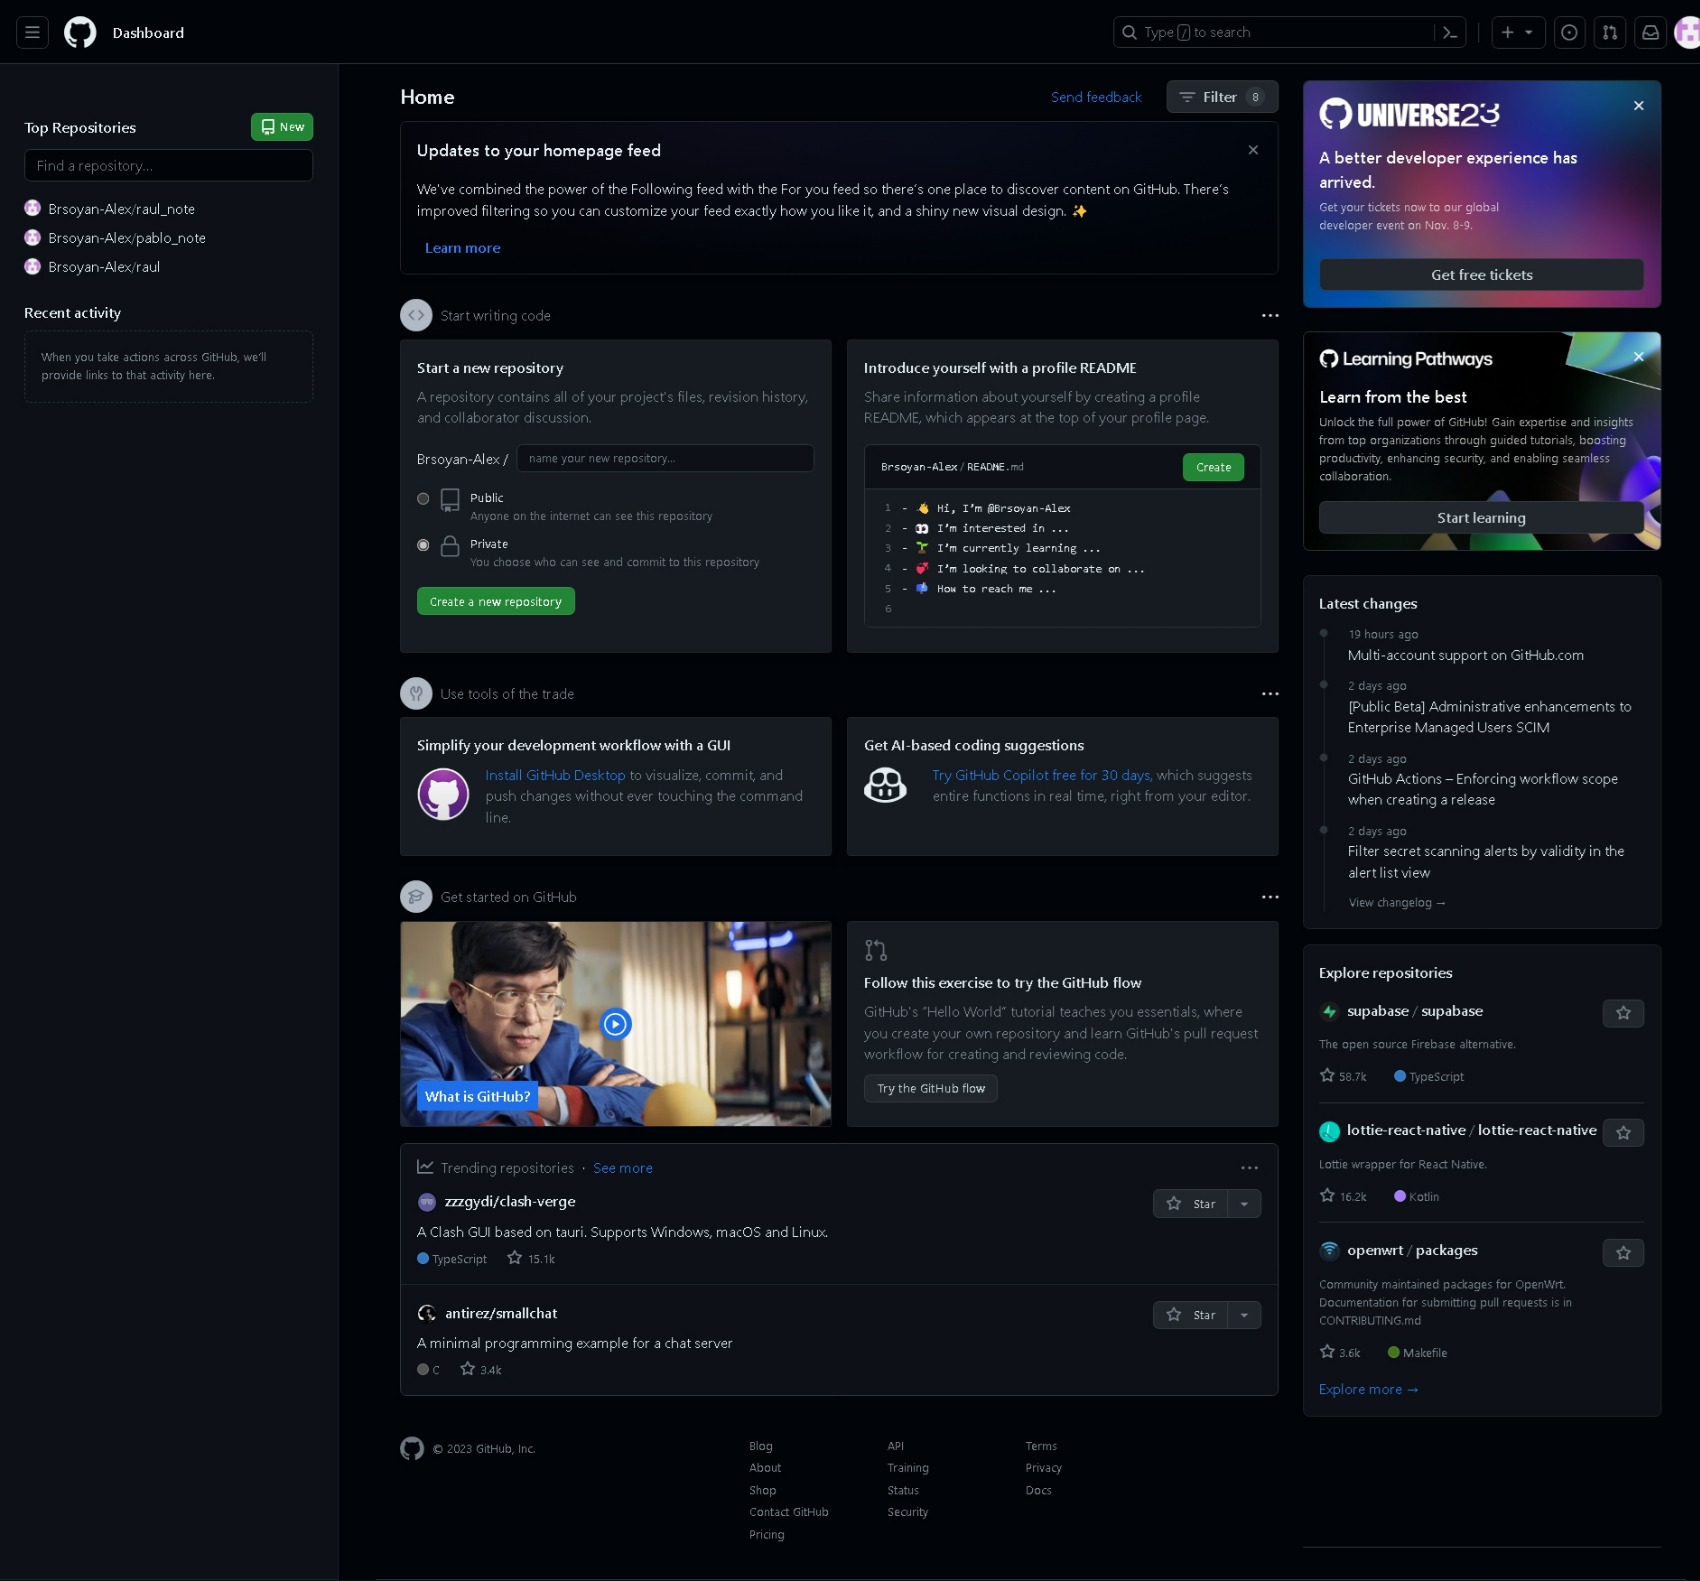 Dashboard
Type / to search
Top Repositories
New
Find a repository...
Brsoyan-Alex/raul_note
Brsoyan-Alex/pablo_note
Brsoyan-Alex/raul
Recent activity
When you take actions across GitHub, we'll
provide links to that activity here.
Home
Send feedback
Filter 8
Updates to your homepage feed
We've combined the power of the Following feed with the For you feed so there's one place to discover content on GitHub. There's
improved filtering so you can customize your feed exactly how you like it, and a shiny new visual design. ✨
Learn more
Start writing code
Start a new repository
A repository contains all of your project's files, revision history,
and collaborator discussion.
Brsoyan-Alex /
name your new repository...
Public
Anyone on the internet can see this repository
Private
You choose who can see and commit to this repository
Create a new repository
Introduce yourself with a profile README
Share information about yourself by creating a profile
README, which appears at the top of your profile page.
Brsoyan-Alex / README.md
Create
1 - 👋 Hi, I'm @Brsoyan-Alex
2 - 👀 I'm interested in ...
3 - 🌱 I'm currently learning ...
4 - 💞️ I'm looking to collaborate on ...
5 - 📫 How to reach me ...
6
Use tools of the trade
Simplify your development workflow with a GUI
Install GitHub Desktop to visualize, commit, and
push changes without ever touching the command
line.
Get AI-based coding suggestions
Try GitHub Copilot free for 30 days, which suggests
entire functions in real time, right from your editor.
Get started on GitHub
What is GitHub?
Follow this exercise to try the GitHub flow
GitHub's "Hello World" tutorial teaches you essentials, where
you create your own repository and learn GitHub's pull request
workflow for creating and reviewing code.
Try the GitHub flow
Trending repositories · See more
zzzgydi/clash-verge
Star
A Clash GUI based on tauri. Supports Windows, macOS and Linux.
TypeScript 15.1k
antirez/smallchat
Star
A minimal programming example for a chat server
C 3.4k
UNIVERSE23
A better developer experience has
arrived.
Get your tickets now to our global
developer event on Nov. 8-9.
Get free tickets
Learning Pathways
Learn from the best
Unlock the full power of GitHub! Gain expertise and insights
from top organizations through guided tutorials, boosting
productivity, enhancing security, and enabling seamless
collaboration.
Start learning
Latest changes
19 hours ago
Multi-account support on GitHub.com
2 days ago
[Public Beta] Administrative enhancements to
Enterprise Managed Users SCIM
2 days ago
GitHub Actions – Enforcing workflow scope
when creating a release
2 days ago
Filter secret scanning alerts by validity in the
alert list view
View changelog →
Explore repositories
supabase / supabase
The open source Firebase alternative.
58.7k TypeScript
lottie-react-native / lottie-react-native
Lottie wrapper for React Native.
16.2k Kotlin
openwrt / packages
Community maintained packages for OpenWrt.
Documentation for submitting pull requests is in
CONTRIBUTING.md
3.6k Makefile
Explore more →
© 2023 GitHub, Inc.
Blog
About
Shop
Contact GitHub
Pricing
API
Training
Status
Security
Terms
Privacy
Docs